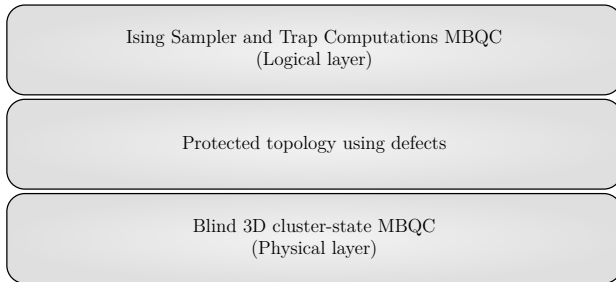 Ising Sampler and Trap Computations MBQC
(Logical layer)
Protected topology using defects
Blind 3D cluster-state MBQC
(Physical layer)